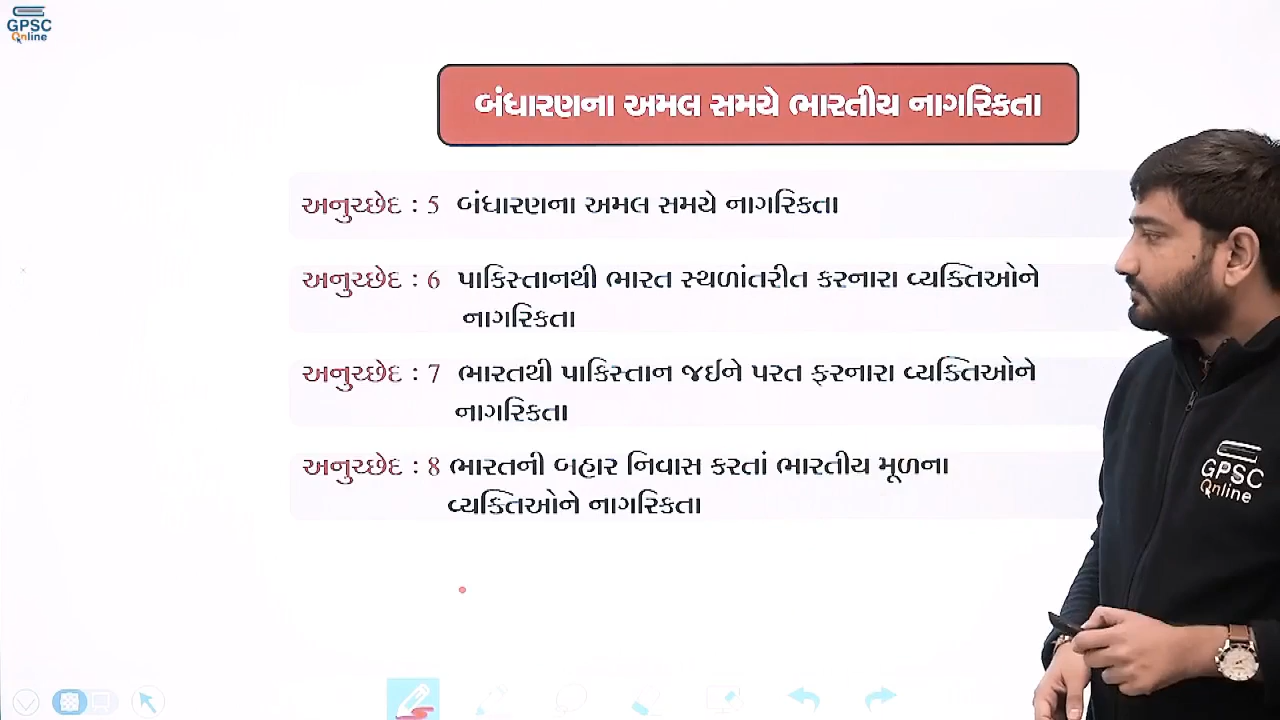 GPSC
Online
બંધારણના અમલ સમયે ભારતીય નાગરિકતા
અનુચ્છેદ : 5 બંધારણના અમલ સમયે નાગરિકતા
અનુચ્છેદ : 6 પાકિસ્તાનથી ભારત સ્થળાંતરીત કરનારા વ્યક્તિઓને
નાગરિકતા
અનુચ્છેદ : 7 ભારતથી પાકિસ્તાન જઈને પરત ફરનારા વ્યક્તિઓને
નાગરિકતા
અનુચ્છેદ : 8 ભારતની બહાર નિવાસ કરતાં ભારતીય મૂળના
વ્યક્તિઓને નાગરિકતા
GPSC
Online